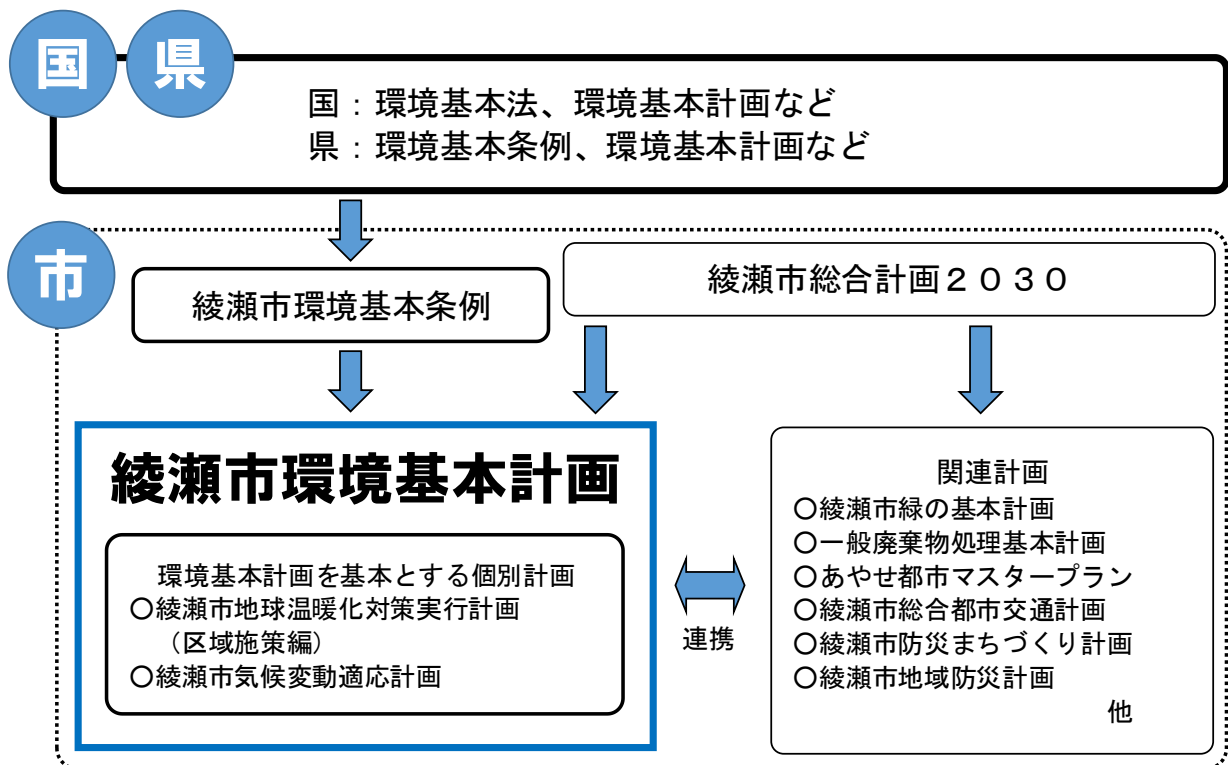 国
県
国：環境基本法、環境基本計画など
県：環境基本条例、環境基本計画など
市
綾瀬市環境基本条例
綾瀬市総合計画２０３０
綾瀬市環境基本計画
環境基本計画を基本とする個別計画
〇綾瀬市地球温暖化対策実行計画
（区域施策編）
〇綾瀬市気候変動適応計画
連携
関連計画
〇綾瀬市緑の基本計画
〇一般廃棄物処理基本計画
〇あやせ都市マスタープラン
〇綾瀬市総合都市交通計画
〇綾瀬市防災まちづくり計画
〇綾瀬市地域防災計画
他